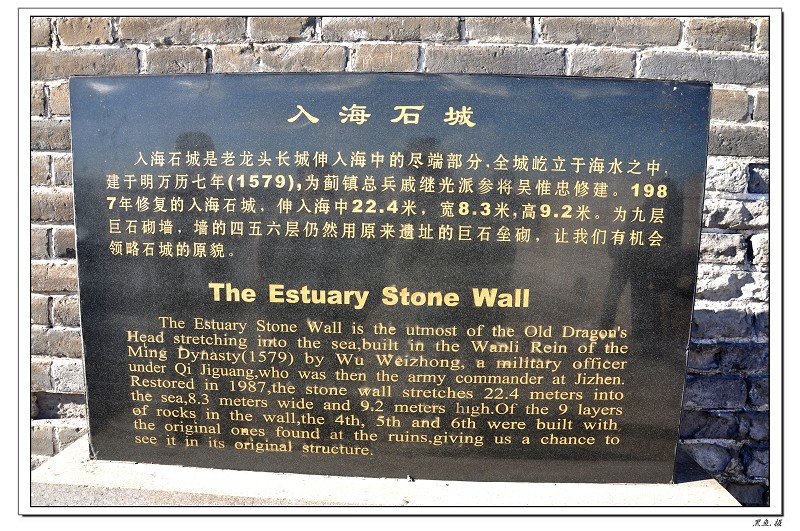 入海石城
入海石城是老龙头长城伸入海中的尽端部分,全城屹立于海水之中,
建于明万历七年(1579),为蓟镇总兵戚继光派参将吴惟忠修建。198
7年修复的入海石城,伸入海中22.4米,宽8.3米,高9.2米。为九层
巨石砌墙,墙的四五六层仍然用原来遗址的巨石垒砌,让我们有机会
领略石城的原貌。
The Estuary Stone Wall
The Estuary Stone Wall is the utmost of the Old Dragon's
Head stretching into the sea,built in the Wanli Rein of the
Ming Dynasty(1579) by Wu Weizhong, a military officer
under Qi Jiguang,who was then the army commander at Jizhen.
Restored in 1987,the stone wall stretches 22.4 meters into
the sea,8.3 meters wide and 9.2 meters high.Of the 9 layers
of rocks in the wall,the 4th, 5th and 6th were built with
the original ones found at the ruins,giving us a chance to
see it in its original structure.
黑鱼.摄